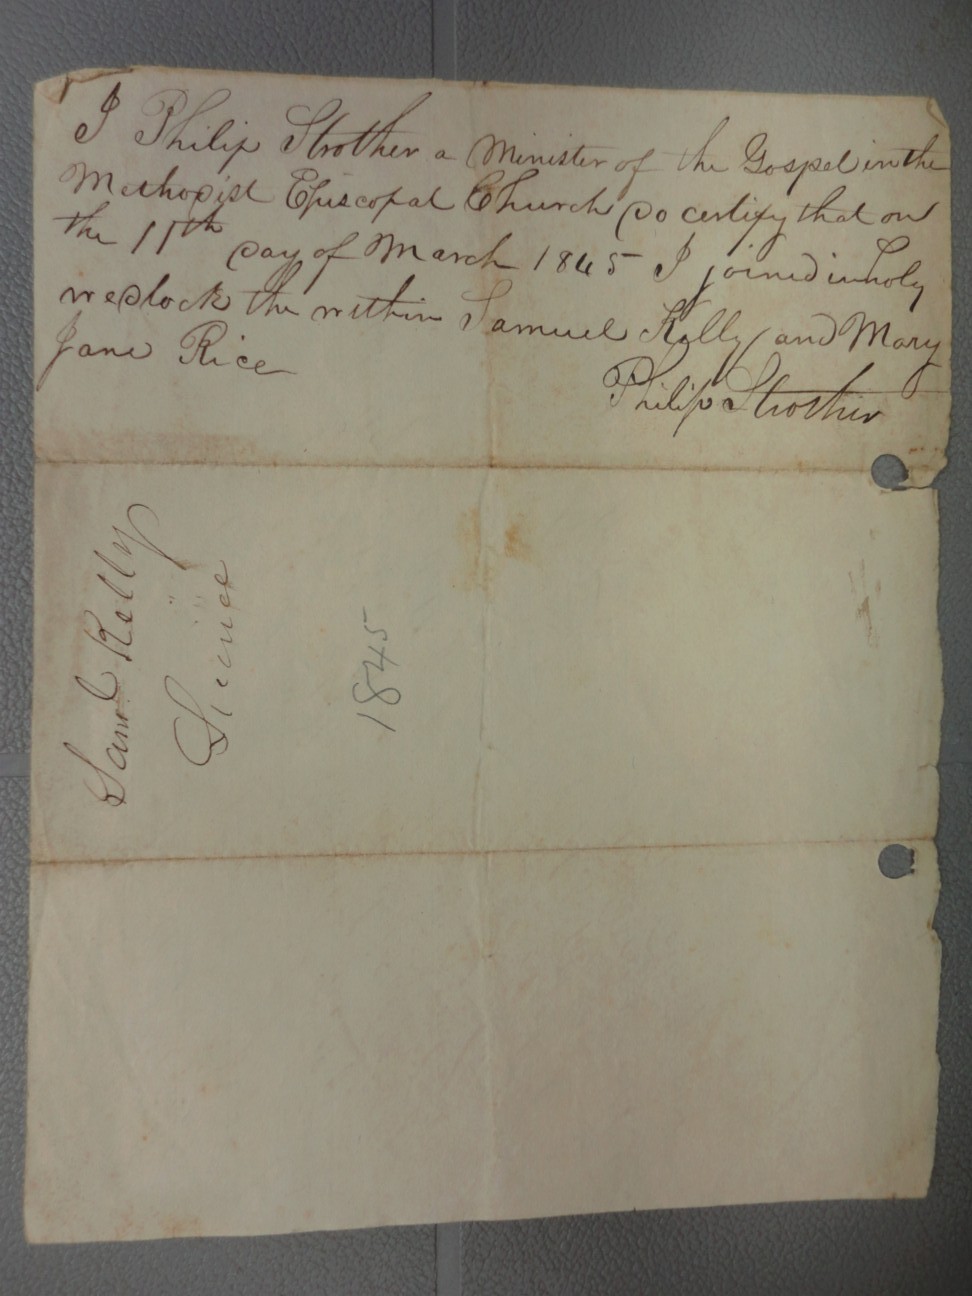 I Philip Strother a Minister of the Gospel in the
Methodist Episcopal Church do certify that on
the 11th day of March 1845 I joined in holy
wedlock the within Samuel Kelly and Mary
Jane Rice
Philip Strother
Saml Kelly
1845